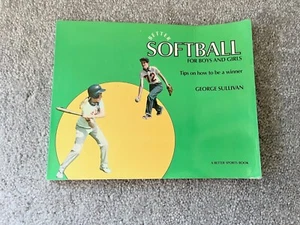 BETTER
SOFTBALL
FOR BOYS AND GIRLS
Tips on how to be a winner
GEORGE SULLIVAN
A BETTER SPORTS BOOK